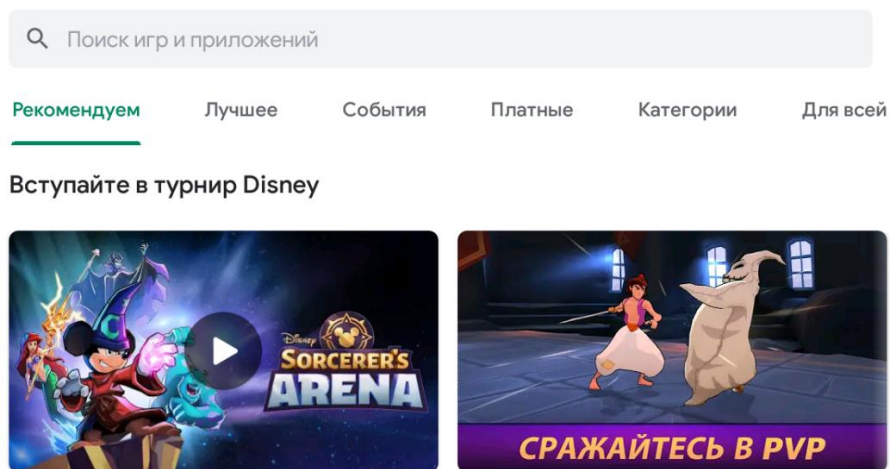 Поиск игр и приложений
Рекомендуем Лучшее События Платные Категории Для всей
Вступайте в турнир Disney
Disney
SORCERER'S
ARENA
СРАЖАЙТЕСЬ В PVP